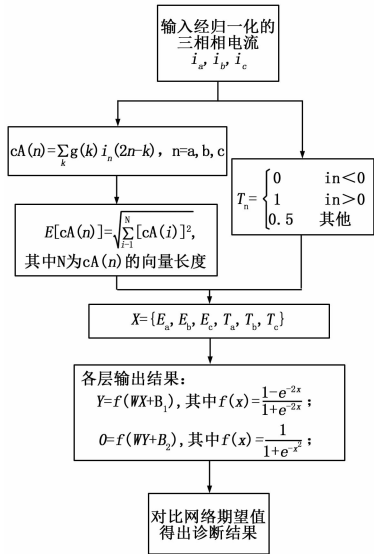 输入经归一化的
三相相电流
i_a, i_b, i_c
cA(n)=∑_k g(k) i_n(2n-k), n=a,b,c
E[cA(n)]=√(∑_{i-1}^{N}[cA(i)]²),
其中N为cA(n)的向量长度
T_n={
0 in<0
1 in>0
0.5 其他
X={E_a, E_b, E_c, T_a, T_b, T_c}
各层输出结果:
Y=f(WX+B_1),其中f(x)=(1-e^{-2x})/(1+e^{-2x});
O=f(WY+B_2),其中f(x)=1/(1+e^{-x^2});
对比网络期望值
得出诊断结果